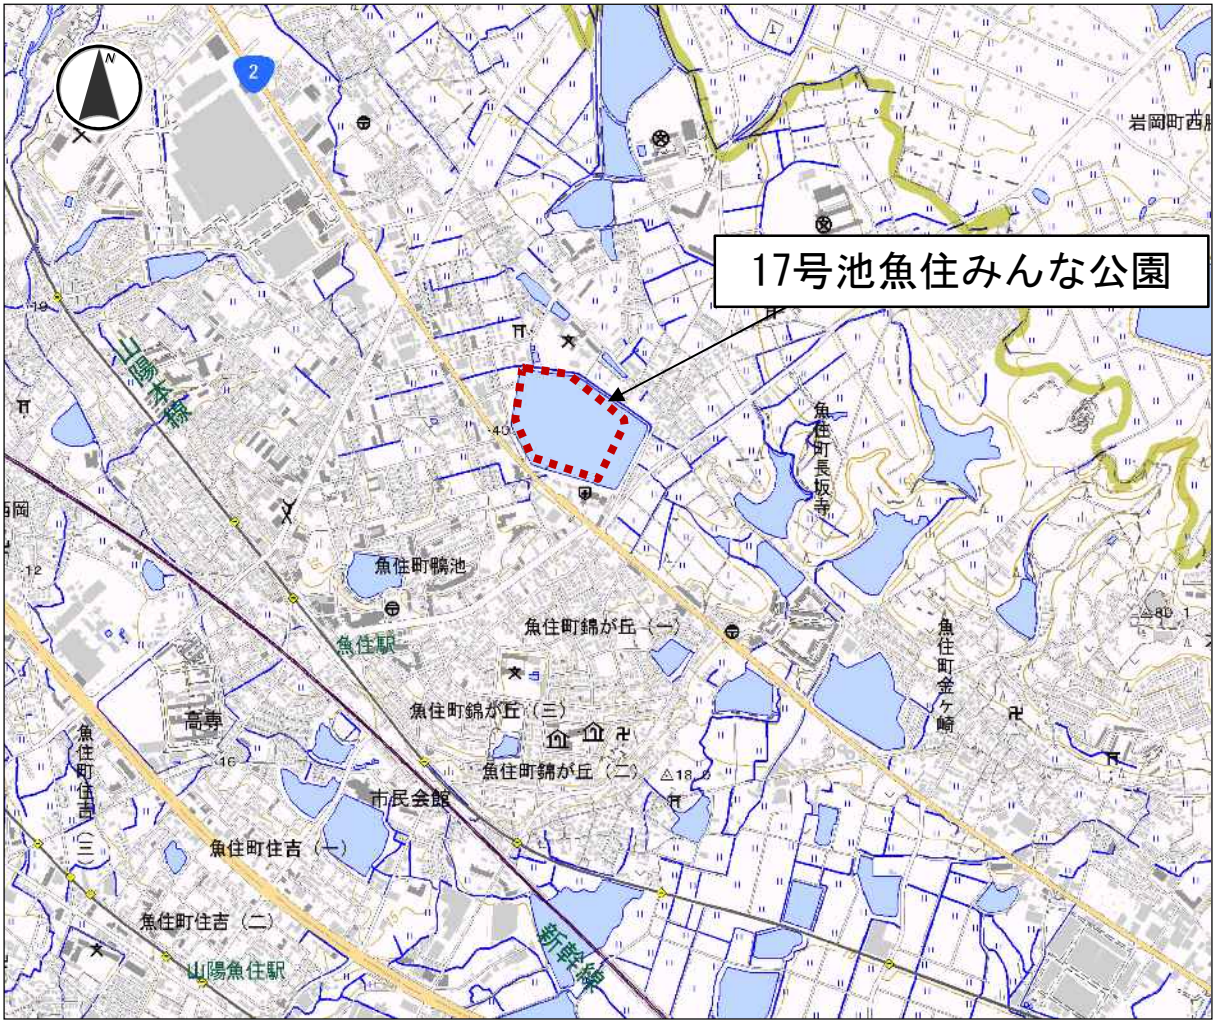 N
2
岩岡町西
17号池魚住みんな公園
19
山陽本線
40
魚住町長坂寺
西岡
12
魚住町鴨池
魚住駅
魚住町錦が丘(一)
80.1
魚住町金ヶ崎
高専
魚住町錦が丘(三)
魚住町錦が丘(二)
18.
16
魚住町住吉(三)
市民会館
魚住町住吉(一)
魚住町住吉(二)
新幹線
山陽魚住駅